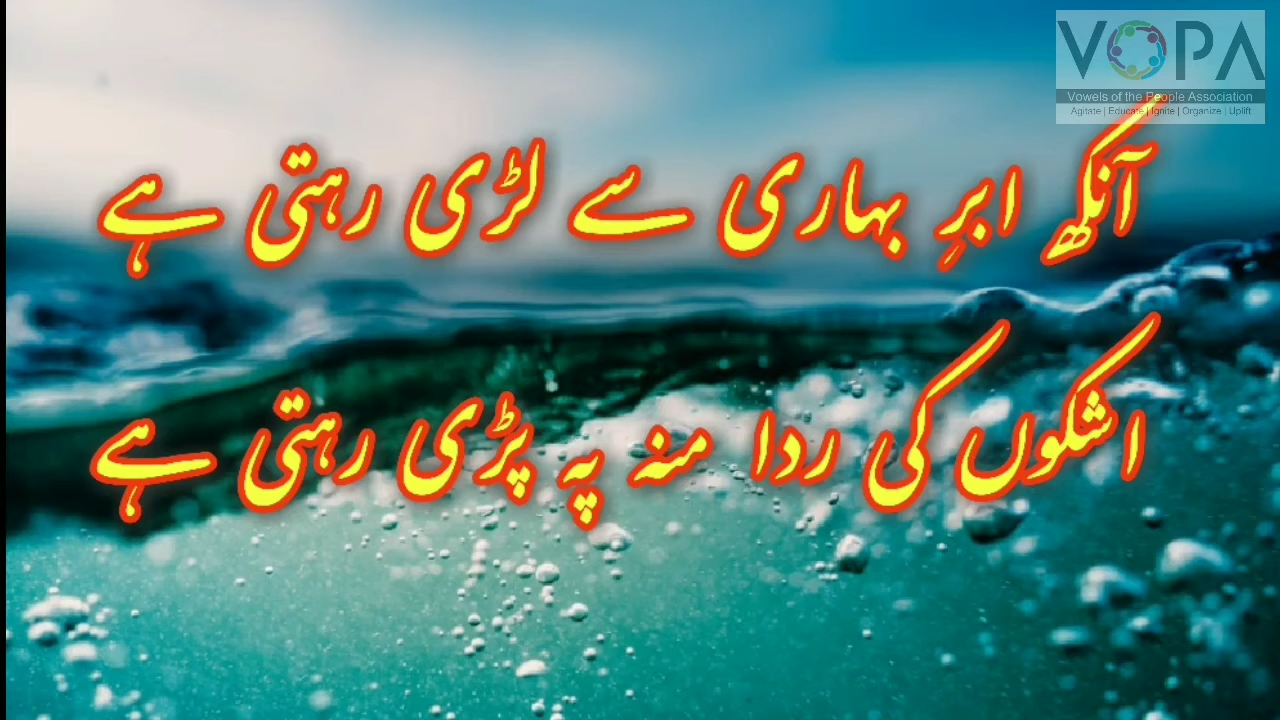 VOPA
Vowels of the People Association
Agitate | Educate | Ignite | Organize | Uplift
آنکھ ابرِ بہاری سے لڑی رہتی ہے
اشکوں کی ردا منہ پہ پڑی رہتی ہے